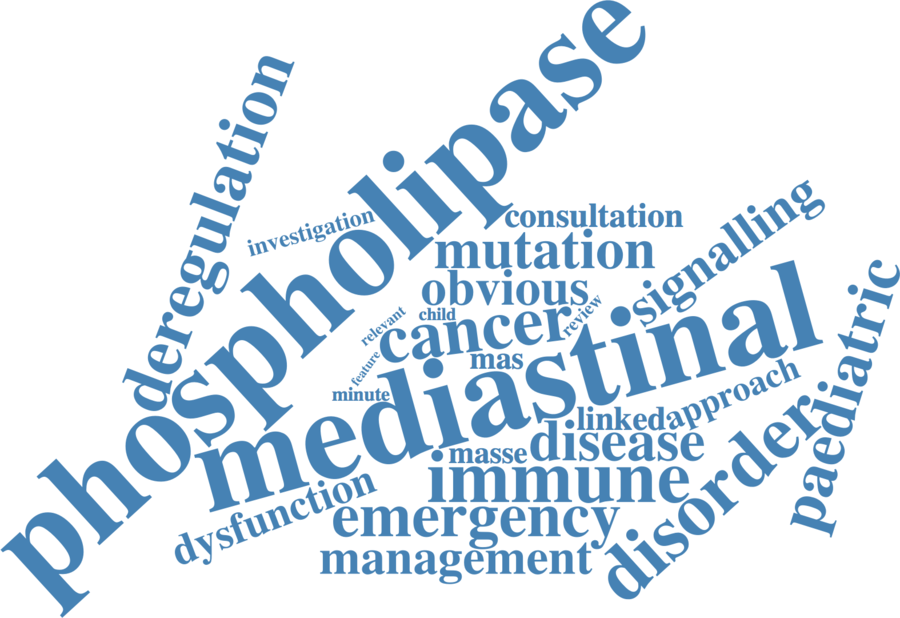 phospholipase
deregulation
investigation
consultation
mutation
signalling
obvious
relevant
child
cancer
review
feature
mas
minute
mediastinal
paediatric
approach
linked
disease
masse
disorder
immune
dysfunction
emergency
management